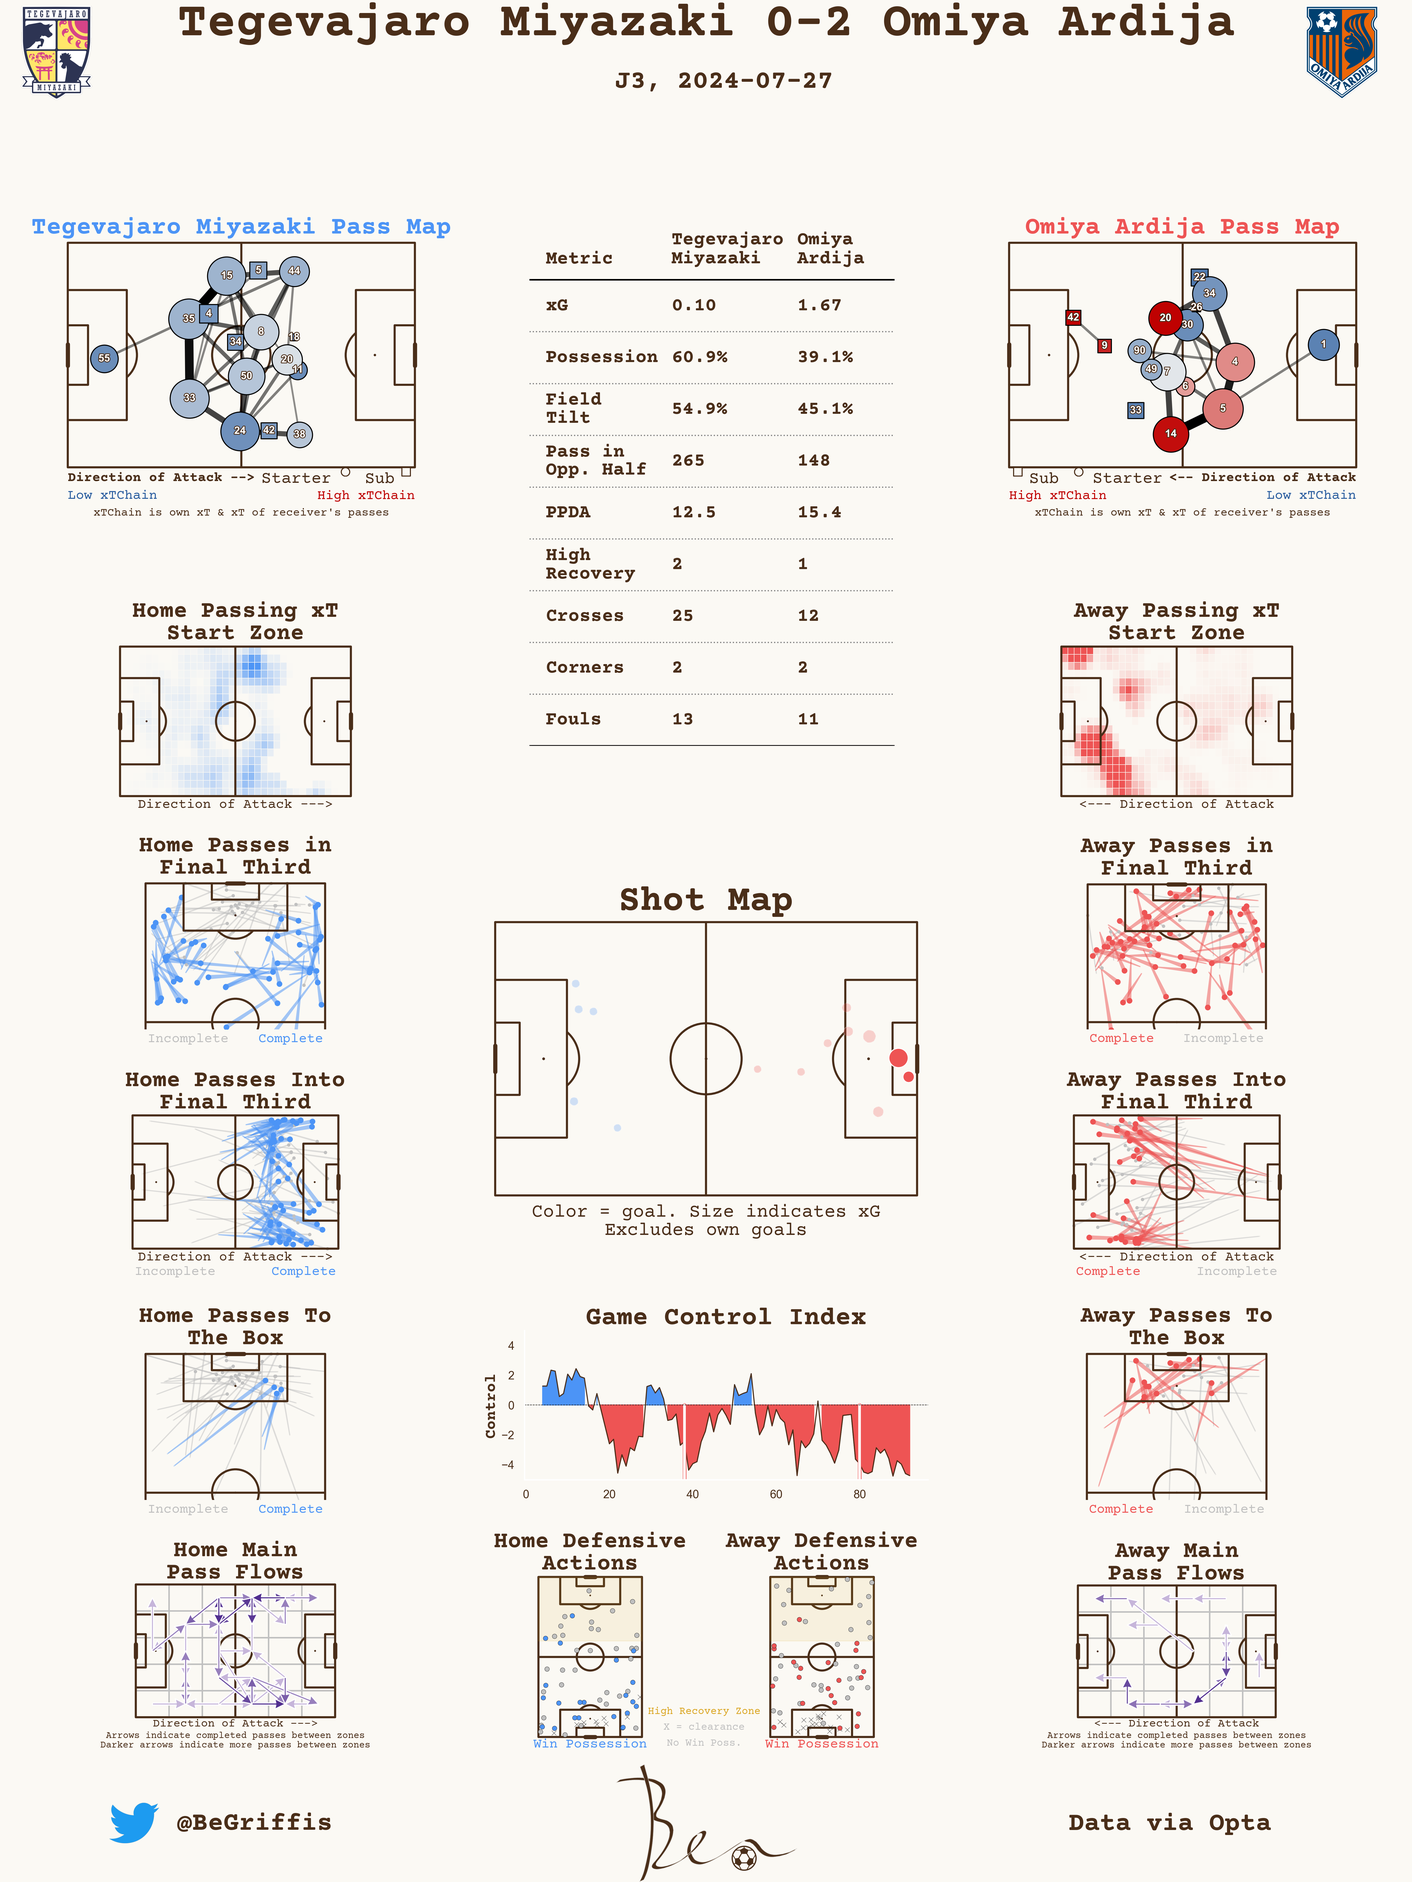 Tegevajaro Miyazaki 0-2 Omiya Ardija
J3, 2024-07-27
TEGEVAJARO
MIYAZAKI
OMIYA ARDIJA
Tegevajaro Miyazaki Pass Map
15
5
44
35
4
8
34
18
20
11
55
50
33
24
42
38
Direction of Attack --> Starter Sub
Low xTChain High xTChain
xTChain is own xT & xT of receiver's passes
Metric Tegevajaro Miyazaki Omiya Ardija
xG 0.10 1.67
Possession 60.9% 39.1%
Field Tilt 54.9% 45.1%
Pass in Opp. Half 265 148
PPDA 12.5 15.4
High Recovery 2 1
Crosses 25 12
Corners 2 2
Fouls 13 11
Omiya Ardija Pass Map
22
34
26
42
20
30
9
90
4
1
49
7
6
33
5
14
Sub Starter <-- Direction of Attack
High xTChain Low xTChain
xTChain is own xT & xT of receiver's passes
Home Passing xT
Start Zone
Direction of Attack --->
Away Passing xT
Start Zone
<--- Direction of Attack
Home Passes in
Final Third
Incomplete Complete
Away Passes in
Final Third
Complete Incomplete
Shot Map
Color = goal. Size indicates xG
Excludes own goals
Home Passes Into
Final Third
Direction of Attack --->
Incomplete Complete
Away Passes Into
Final Third
<--- Direction of Attack
Complete Incomplete
Home Passes To
The Box
Incomplete Complete
Game Control Index
Control
4
2
0
−2
−4
0 20 40 60 80
Away Passes To
The Box
Complete Incomplete
Home Main
Pass Flows
Direction of Attack --->
Arrows indicate completed passes between zones
Darker arrows indicate more passes between zones
Home Defensive
Actions
Win Possession
Away Defensive
Actions
Win Possession
High Recovery Zone
X = clearance
No Win Poss.
Away Main
Pass Flows
<--- Direction of Attack
Arrows indicate completed passes between zones
Darker arrows indicate more passes between zones
@BeGriffis
Ben
Data via Opta